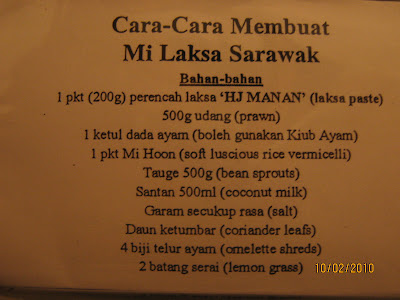 Cara-Cara Membuat
Mi Laksa Sarawak
Bahan-bahan
1 pkt (200g) perencah laksa ‘HJ MANAN’ (laksa paste)
500g udang (prawn)
1 ketul dada ayam (boleh gunakan Kiub Ayam)
1 pkt Mi Hoon (soft luscious rice vermicelli)
Tauge 500g (bean sprouts)
Santan 500ml (coconut milk)
Garam secukup rasa (salt)
Daun ketumbar (coriander leafs)
4 biji telur ayam (omelette shreds)
2 batang serai (lemon grass)
10/02/2010